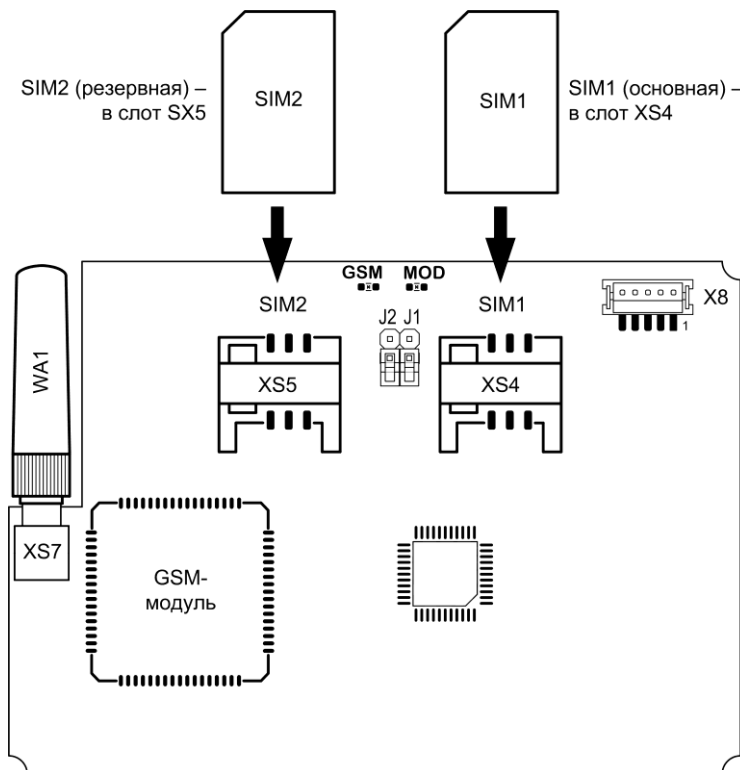 SIM2 (резервная) –
в слот SX5
SIM2
SIM1
SIM1 (основная) –
в слот XS4
GSM MOD
SIM2
SIM1
X8
1
J2 J1
WA1
XS5
XS4
XS7
GSM-
модуль